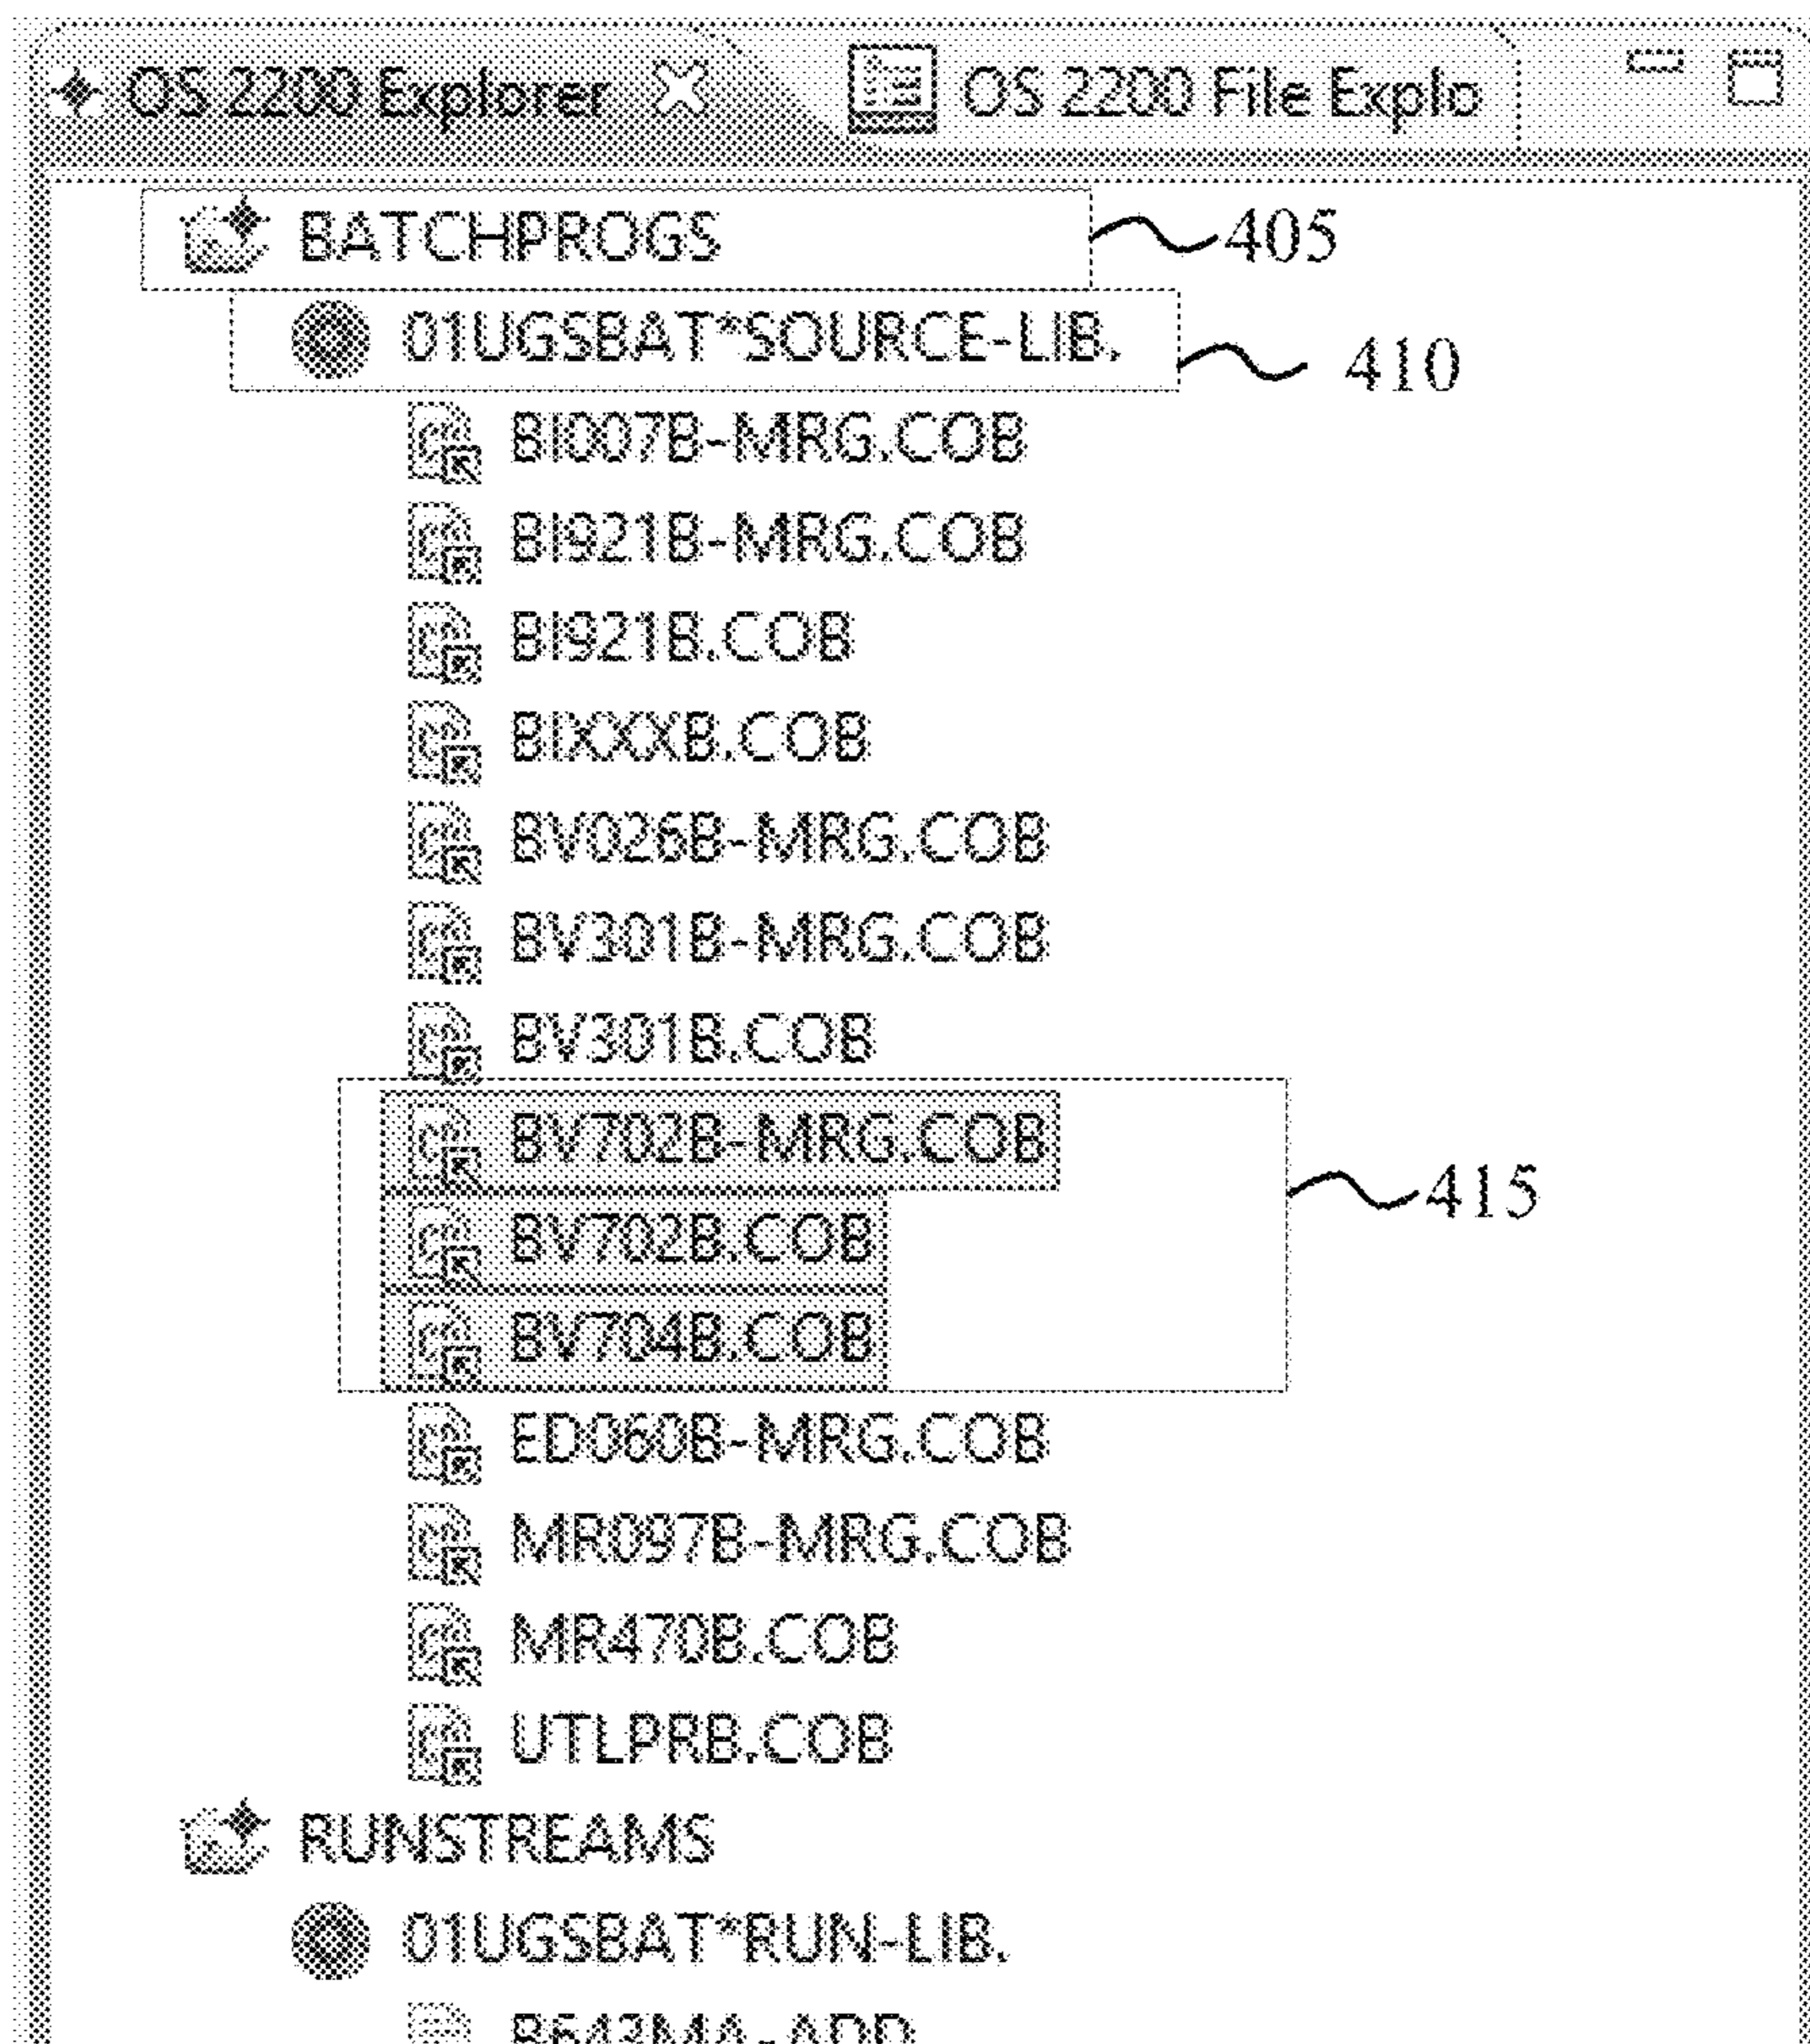 OS 2200 Explorer OS 2200 File Explo
BATCHPROGS 405
01UGSBAT*SOURCE-LIB. 410
BI007B-MRG.COB
BI921B-MRG.COB
BI921B.COB
BIXXXB.COB
BV026B-MRG.COB
BV301B-MRG.COB
BV301B.COB
BV702B-MRG.COB
BV702B.COB 415
BV704B.COB
ED060B-MRG.COB
MR097B-MRG.COB
MR470B.COB
UTLPRB.COB
RUNSTREAMS
01UGSBAT*RUN-LIB.